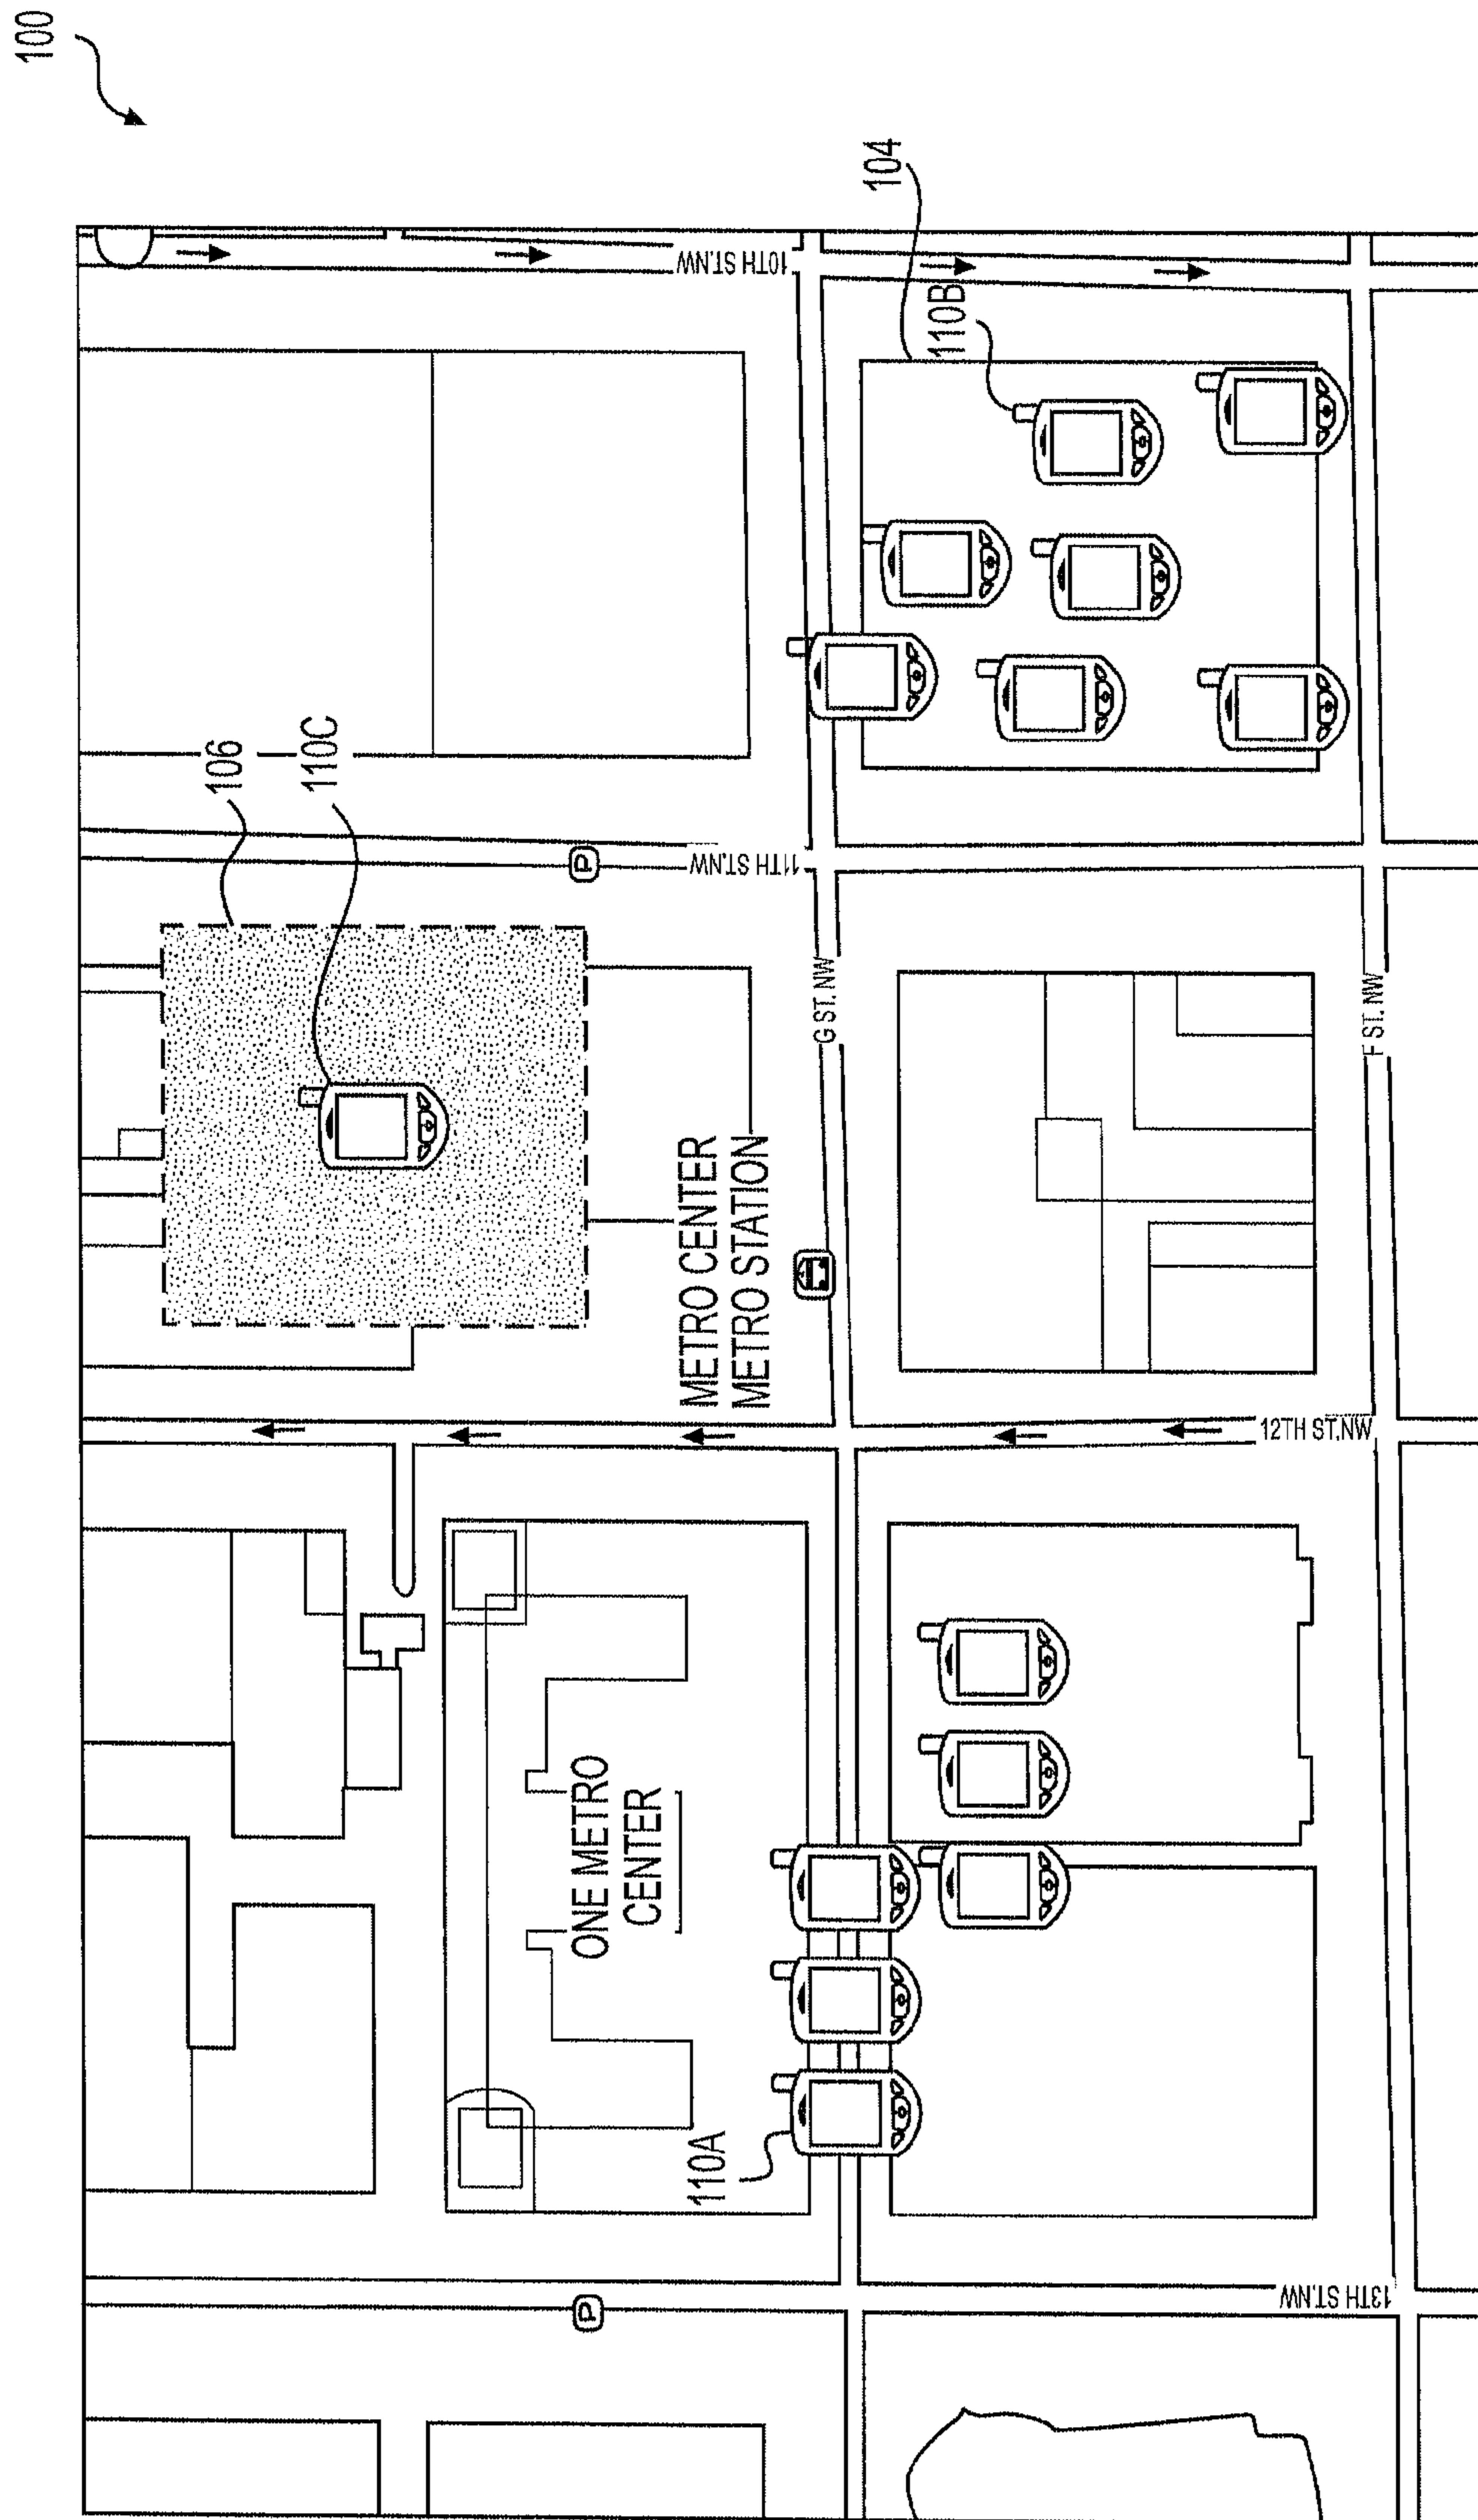 100
104
10TH ST.NW
110B
106
110C
P
11TH ST.NW
G ST. NW
F ST. NW
METRO CENTER
METRO STATION
12TH ST.NW
ONE METRO
CENTER
110A
P
13TH ST.NW